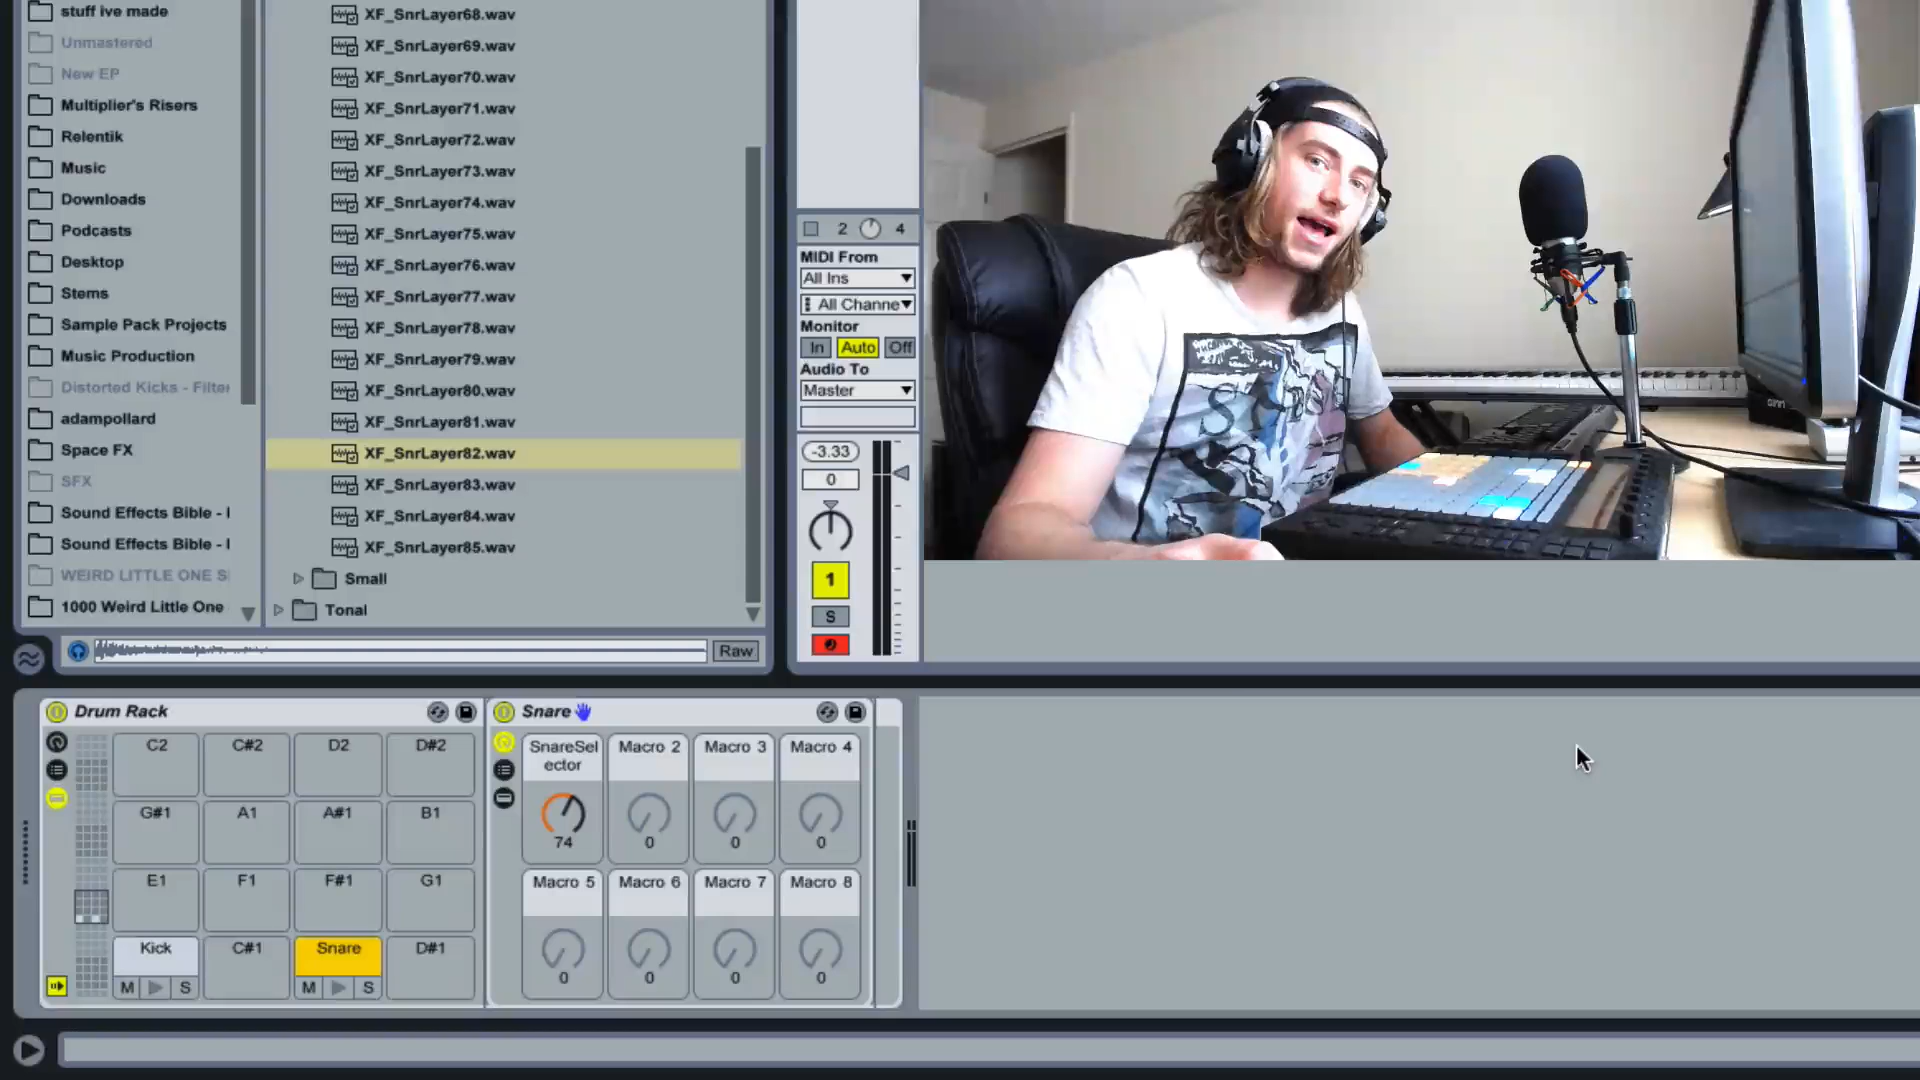 stuff ive made
Unmastered
New EP
Multiplier's Risers
Relentik
Music
Downloads
Podcasts
Desktop
Stems
Sample Pack Projects
Music Production
Distorted Kicks - Filter
adampollard
Space FX
SFX
Sound Effects Bible - I
Sound Effects Bible - I
WEIRD LITTLE ONE S
1000 Weird Little One
XF_SnrLayer68.wav
XF_SnrLayer69.wav
XF_SnrLayer70.wav
XF_SnrLayer71.wav
XF_SnrLayer72.wav
XF_SnrLayer73.wav
XF_SnrLayer74.wav
XF_SnrLayer75.wav
XF_SnrLayer76.wav
XF_SnrLayer77.wav
XF_SnrLayer78.wav
XF_SnrLayer79.wav
XF_SnrLayer80.wav
XF_SnrLayer81.wav
XF_SnrLayer82.wav
XF_SnrLayer83.wav
XF_SnrLayer84.wav
XF_SnrLayer85.wav
Small
Tonal
Raw
2 4
MIDI From
All Ins
All Channe
Monitor
In Auto Off
Audio To
Master
-3.33
0
1
S
Drum Rack
C2 C#2 D2 D#2
G#1 A1 A#1 B1
E1 F1 F#1 G1
Kick C#1 Snare D#1
M S M S
Snare
SnareSel
ector
Macro 2 Macro 3 Macro 4
74 0 0 0
Macro 5 Macro 6 Macro 7 Macro 8
0 0 0 0